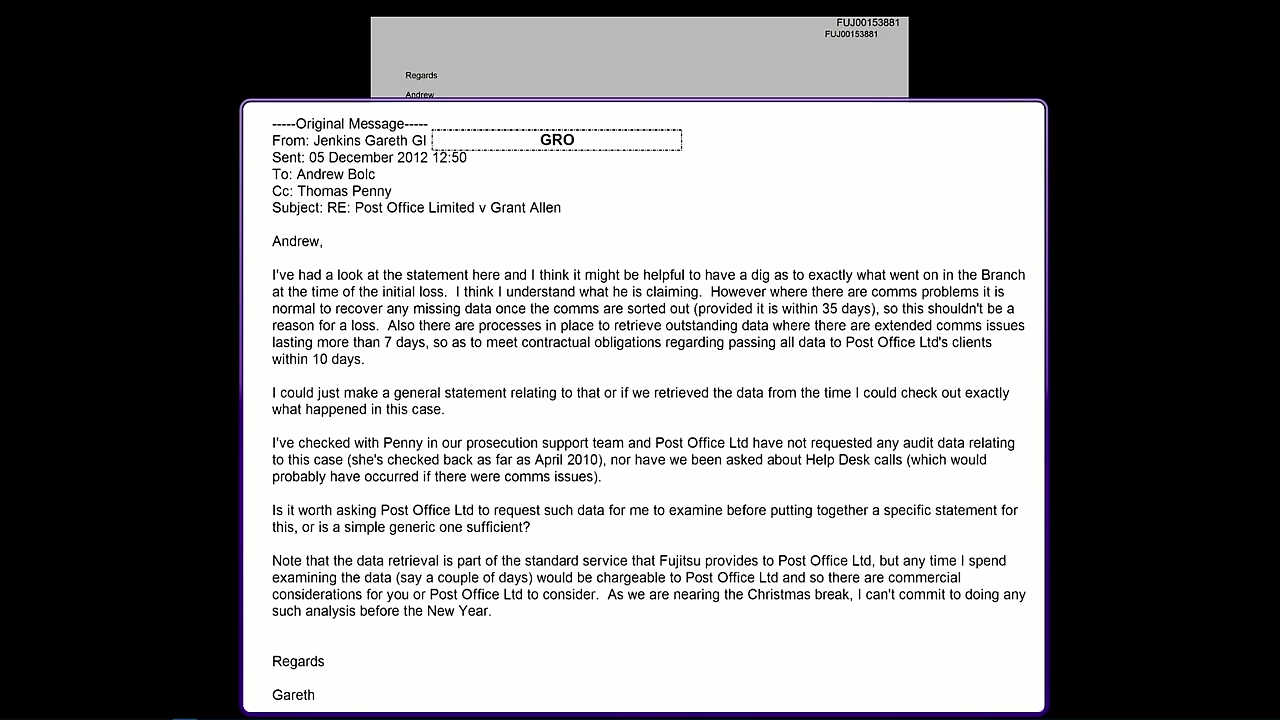 FUJ00153881
FUJ00153881
Regards
Andrew
-----Original Message-----
From: Jenkins Gareth GI GRO
Sent: 05 December 2012 12:50
To: Andrew Bolc
Cc: Thomas Penny
Subject: RE: Post Office Limited v Grant Allen
Andrew,
I've had a look at the statement here and I think it might be helpful to have a dig as to exactly what went on in the Branch
at the time of the initial loss. I think I understand what he is claiming. However where there are comms problems it is
normal to recover any missing data once the comms are sorted out (provided it is within 35 days), so this shouldn't be a
reason for a loss. Also there are processes in place to retrieve outstanding data where there are extended comms issues
lasting more than 7 days, so as to meet contractual obligations regarding passing all data to Post Office Ltd's clients
within 10 days.
I could just make a general statement relating to that or if we retrieved the data from the time I could check out exactly
what happened in this case.
I've checked with Penny in our prosecution support team and Post Office Ltd have not requested any audit data relating
to this case (she's checked back as far as April 2010), nor have we been asked about Help Desk calls (which would
probably have occurred if there were comms issues).
Is it worth asking Post Office Ltd to request such data for me to examine before putting together a specific statement for
this, or is a simple generic one sufficient?
Note that the data retrieval is part of the standard service that Fujitsu provides to Post Office Ltd, but any time I spend
examining the data (say a couple of days) would be chargeable to Post Office Ltd and so there are commercial
considerations for you or Post Office Ltd to consider. As we are nearing the Christmas break, I can't commit to doing any
such analysis before the New Year.
Regards
Gareth